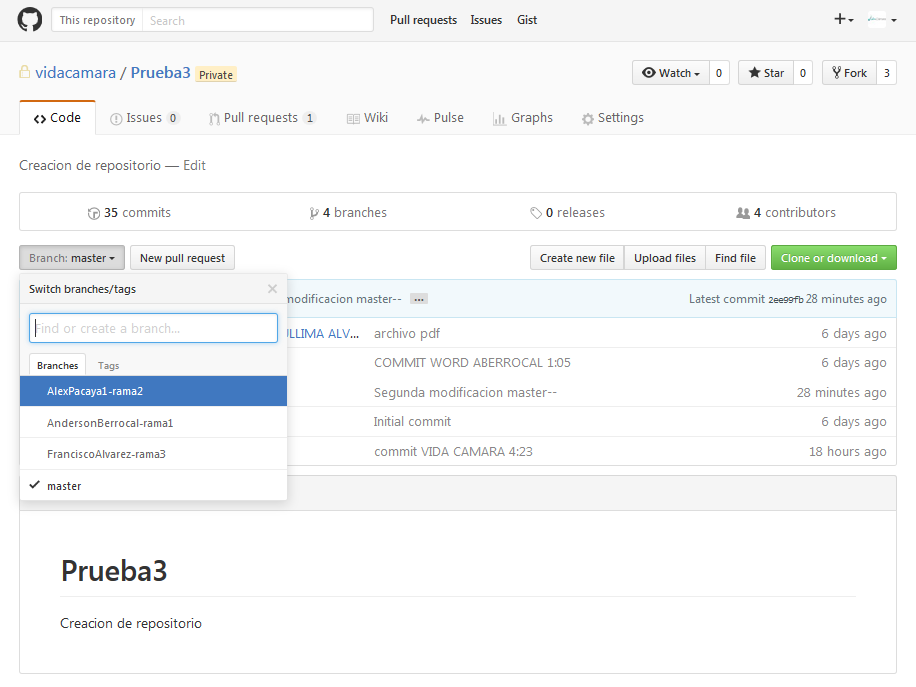 This repository Search Pull requests Issues Gist
vidacamara / Prueba3 Private Watch 0 Star 0 Fork 3
Code Issues 0 Pull requests 1 Wiki Pulse Graphs Settings
Creacion de repositorio — Edit
35 commits 4 branches 0 releases 4 contributors
Branch: master New pull request Create new file Upload files Find file Clone or download
Switch branches/tags
modificacion master-- ... Latest commit 2ee99fb 28 minutes ago
Find or create a branch...
ULLIMA ALV... archivo pdf 6 days ago
COMMIT WORD ABERROCAL 1:05 6 days ago
Branches Tags
AlexPacaya1-rama2
Segunda modificacion master-- 28 minutes ago
AndersonBerrocal-rama1
Initial commit 6 days ago
FranciscoAlvarez-rama3
commit VIDA CAMARA 4:23 18 hours ago
master
Prueba3
Creacion de repositorio